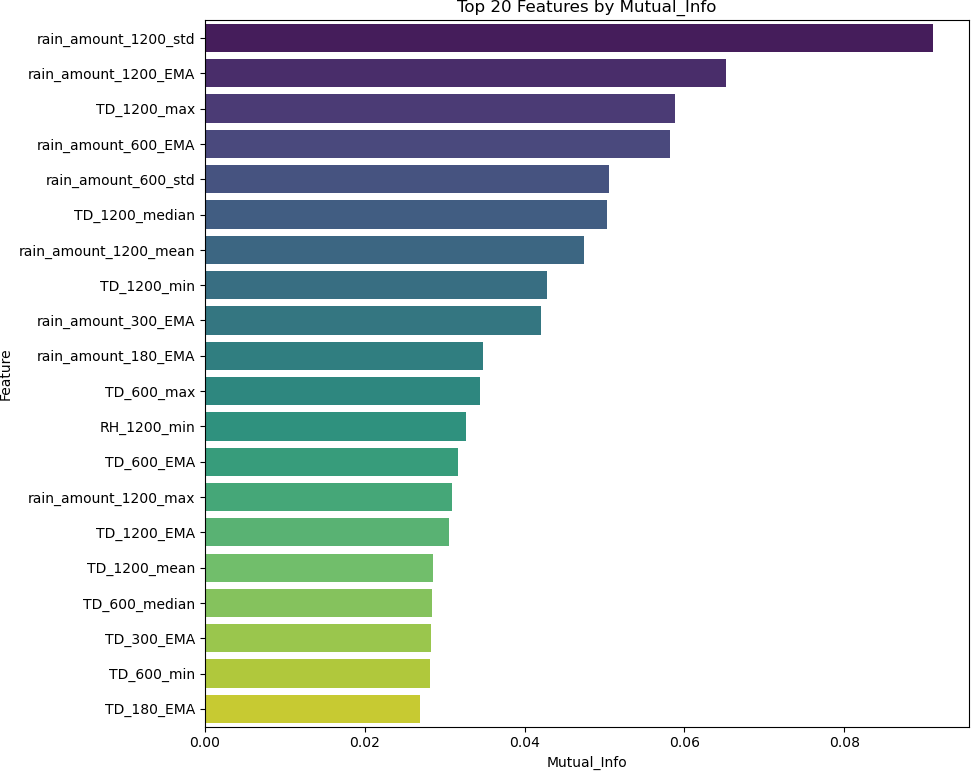 Top 20 Features by Mutual_Info
rain_amount_1200_std
rain_amount_1200_EMA
TD_1200_max
rain_amount_600_EMA
rain_amount_600_std
TD_1200_median
rain_amount_1200_mean
TD_1200_min
rain_amount_300_EMA
rain_amount_180_EMA
TD_600_max
RH_1200_min
TD_600_EMA
rain_amount_1200_max
TD_1200_EMA
TD_1200_mean
TD_600_median
TD_300_EMA
TD_600_min
TD_180_EMA
Feature
0.00 0.02 0.04 0.06 0.08
Mutual_Info